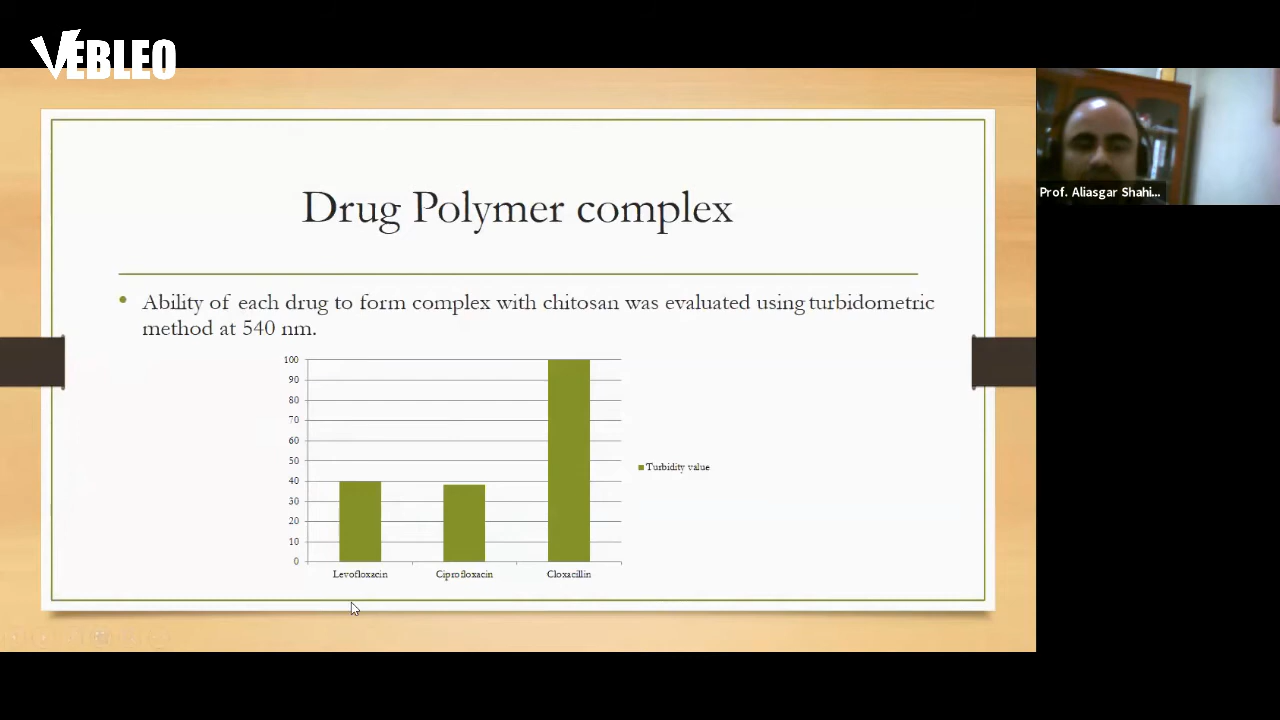 VEBLEO
Prof. Aliasgar Shahi...
Drug Polymer complex
• Ability of each drug to form complex with chitosan was evaluated using turbidometric
method at 540 nm.
100
90
80
70
60
50
40
30
20
10
0
Turbidity value
Levofloxacin
Ciprofloxacin
Cloxacillin